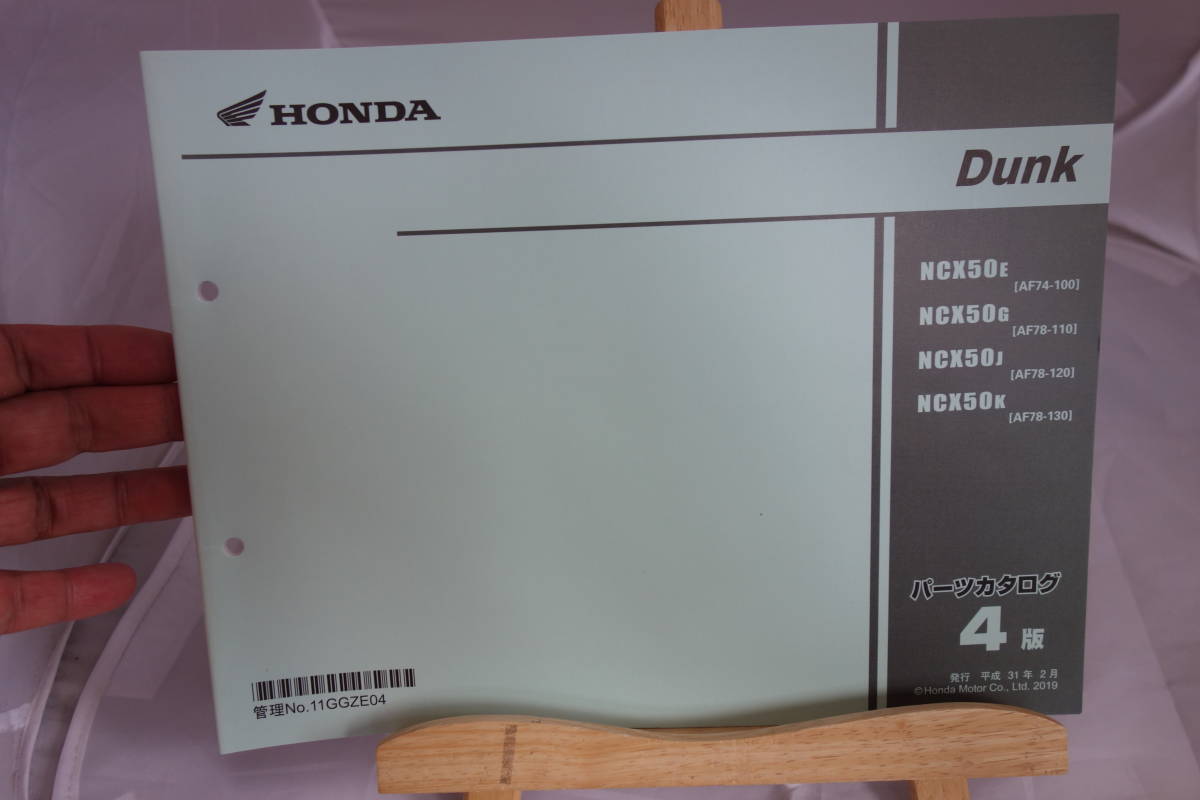 HONDA
Dunk
NCX50E
[AF74-100]
NCX50G
[AF78-110]
NCX50J
[AF78-120]
NCX50K
[AF78-130]
パーツカタログ
4版
発行 平成 31年 2月
©Honda Motor Co., Ltd. 2019
管理No.11GGZE04